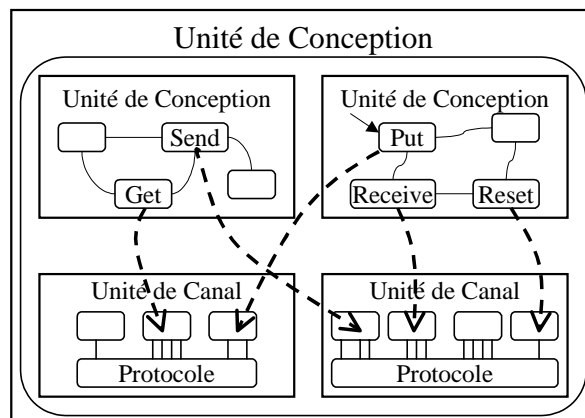 Unité de Conception
Unité de Conception
Unité de Conception
Send
Put
Get
Receive
Reset
Unité de Canal
Unité de Canal
Protocole
Protocole